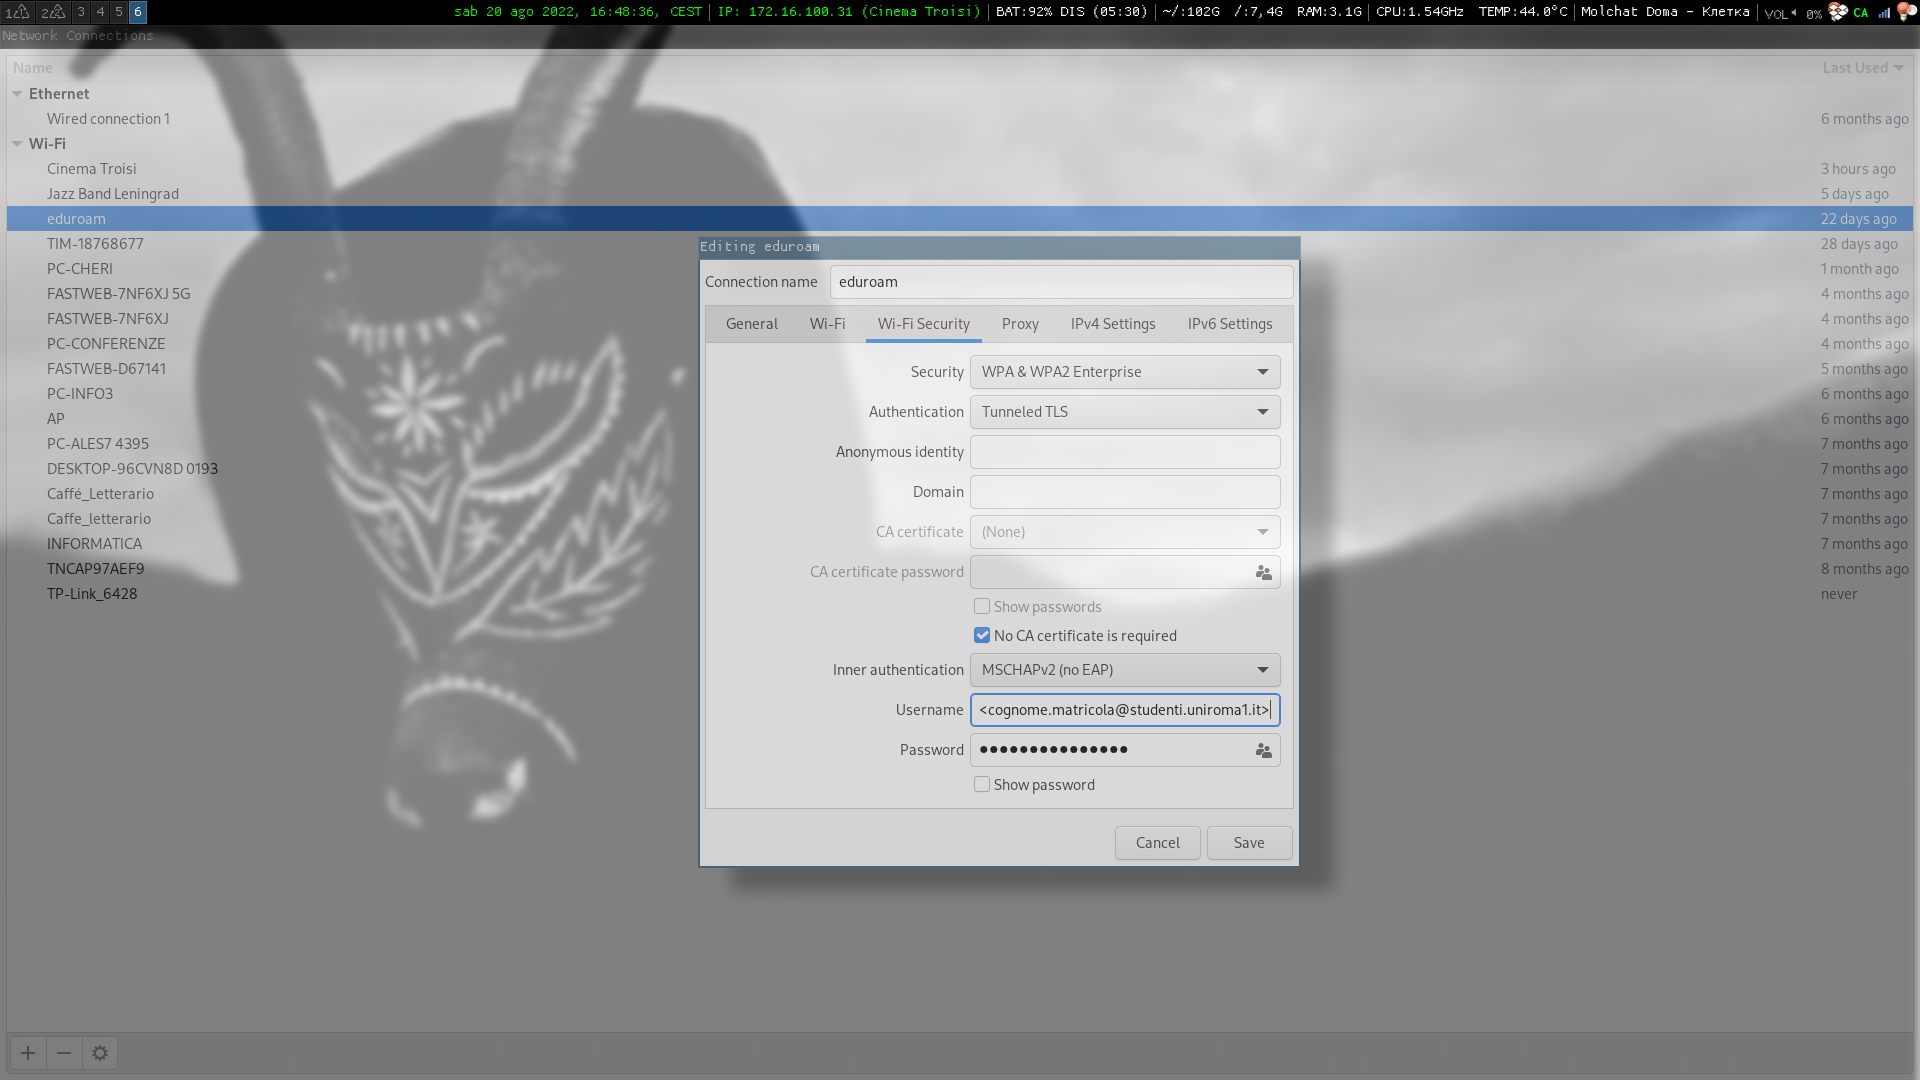 1 2 3 4 5 6 sab 20 ago 2022, 16:48:36, CEST IP: 172.16.100.31 (Cinema Troisi) BAT:92% DIS (05:30) ~/:102G /:7,4G RAM:3.1G CPU:1.54GHz TEMP:44.0°C Molchat Doma - Клетка VOL 0% CA
Network Connections
Name Last Used
Ethernet
Wired connection 1 6 months ago
Wi-Fi
Cinema Troisi 3 hours ago
Jazz Band Leningrad 5 days ago
eduroam 22 days ago
TIM-18768677 28 days ago
PC-CHERI 1 month ago
FASTWEB-7NF6XJ 5G 4 months ago
FASTWEB-7NF6XJ 4 months ago
PC-CONFERENZE 4 months ago
FASTWEB-D67141 5 months ago
PC-INFO3 6 months ago
AP 6 months ago
PC-ALES7 4395 7 months ago
DESKTOP-96CVN8D 0193 7 months ago
Caffé_Letterario 7 months ago
Caffe_letterario 7 months ago
INFORMATICA 7 months ago
TNCAP97AEF9 8 months ago
TP-Link_6428 never
Editing eduroam
Connection name eduroam
General Wi-Fi Wi-Fi Security Proxy IPv4 Settings IPv6 Settings
Security WPA & WPA2 Enterprise
Authentication Tunneled TLS
Anonymous identity
Domain
CA certificate (None)
CA certificate password
Show passwords
No CA certificate is required
Inner authentication MSCHAPv2 (no EAP)
Username <cognome.matricola@studenti.uniroma1.it>
Password •••••••••••••••
Show password
Cancel Save